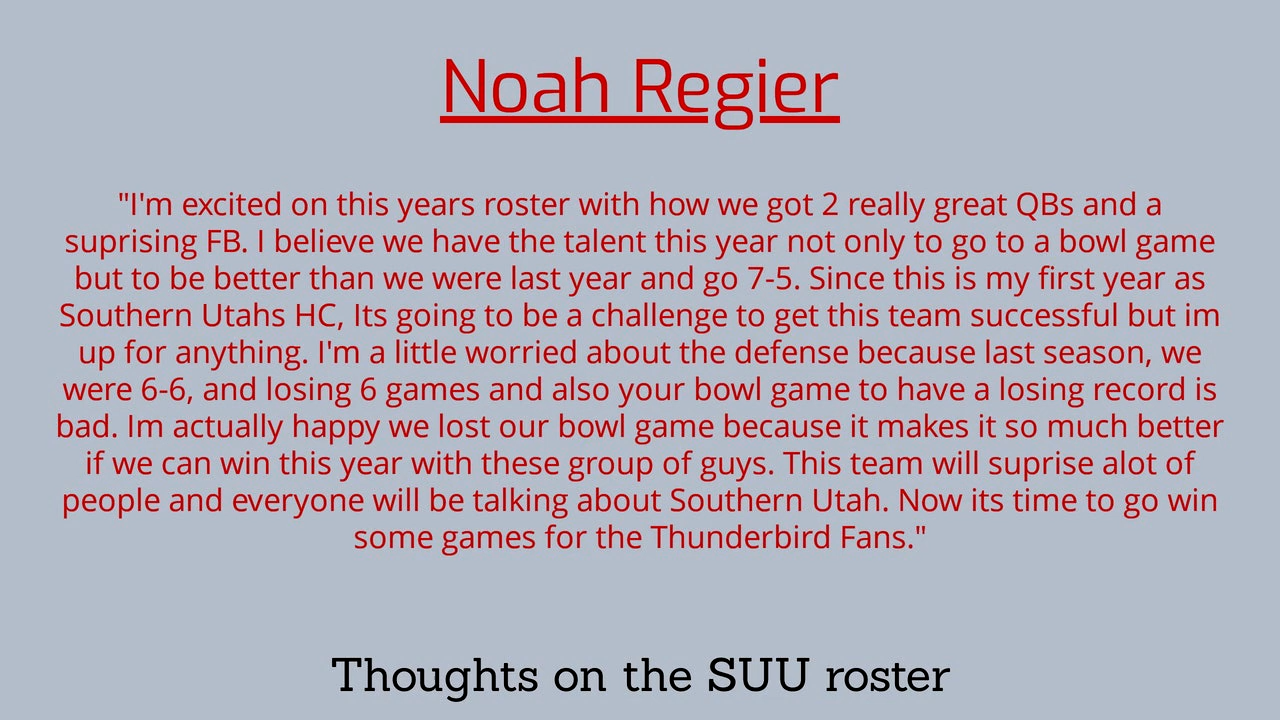 Noah Regier
"I'm excited on this years roster with how we got 2 really great QBs and a
suprising FB. I believe we have the talent this year not only to go to a bowl game
but to be better than we were last year and go 7-5. Since this is my first year as
Southern Utahs HC, Its going to be a challenge to get this team successful but im
up for anything. I'm a little worried about the defense because last season, we
were 6-6, and losing 6 games and also your bowl game to have a losing record is
bad. Im actually happy we lost our bowl game because it makes it so much better
if we can win this year with these group of guys. This team will suprise alot of
people and everyone will be talking about Southern Utah. Now its time to go win
some games for the Thunderbird Fans."
Thoughts on the SUU roster